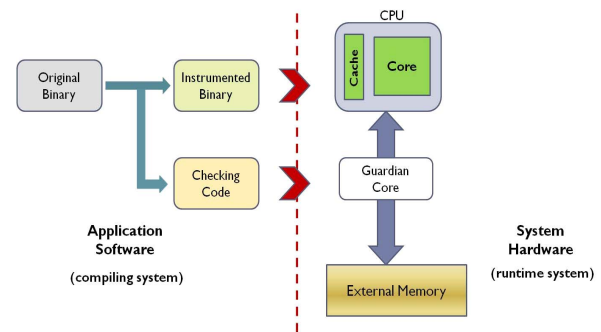 CPU
Original
Binary
Instrumented
Binary
Cache
Core
Checking
Code
Guardian
Core
Application
Software
(compiling system)
System
Hardware
(runtime system)
External Memory